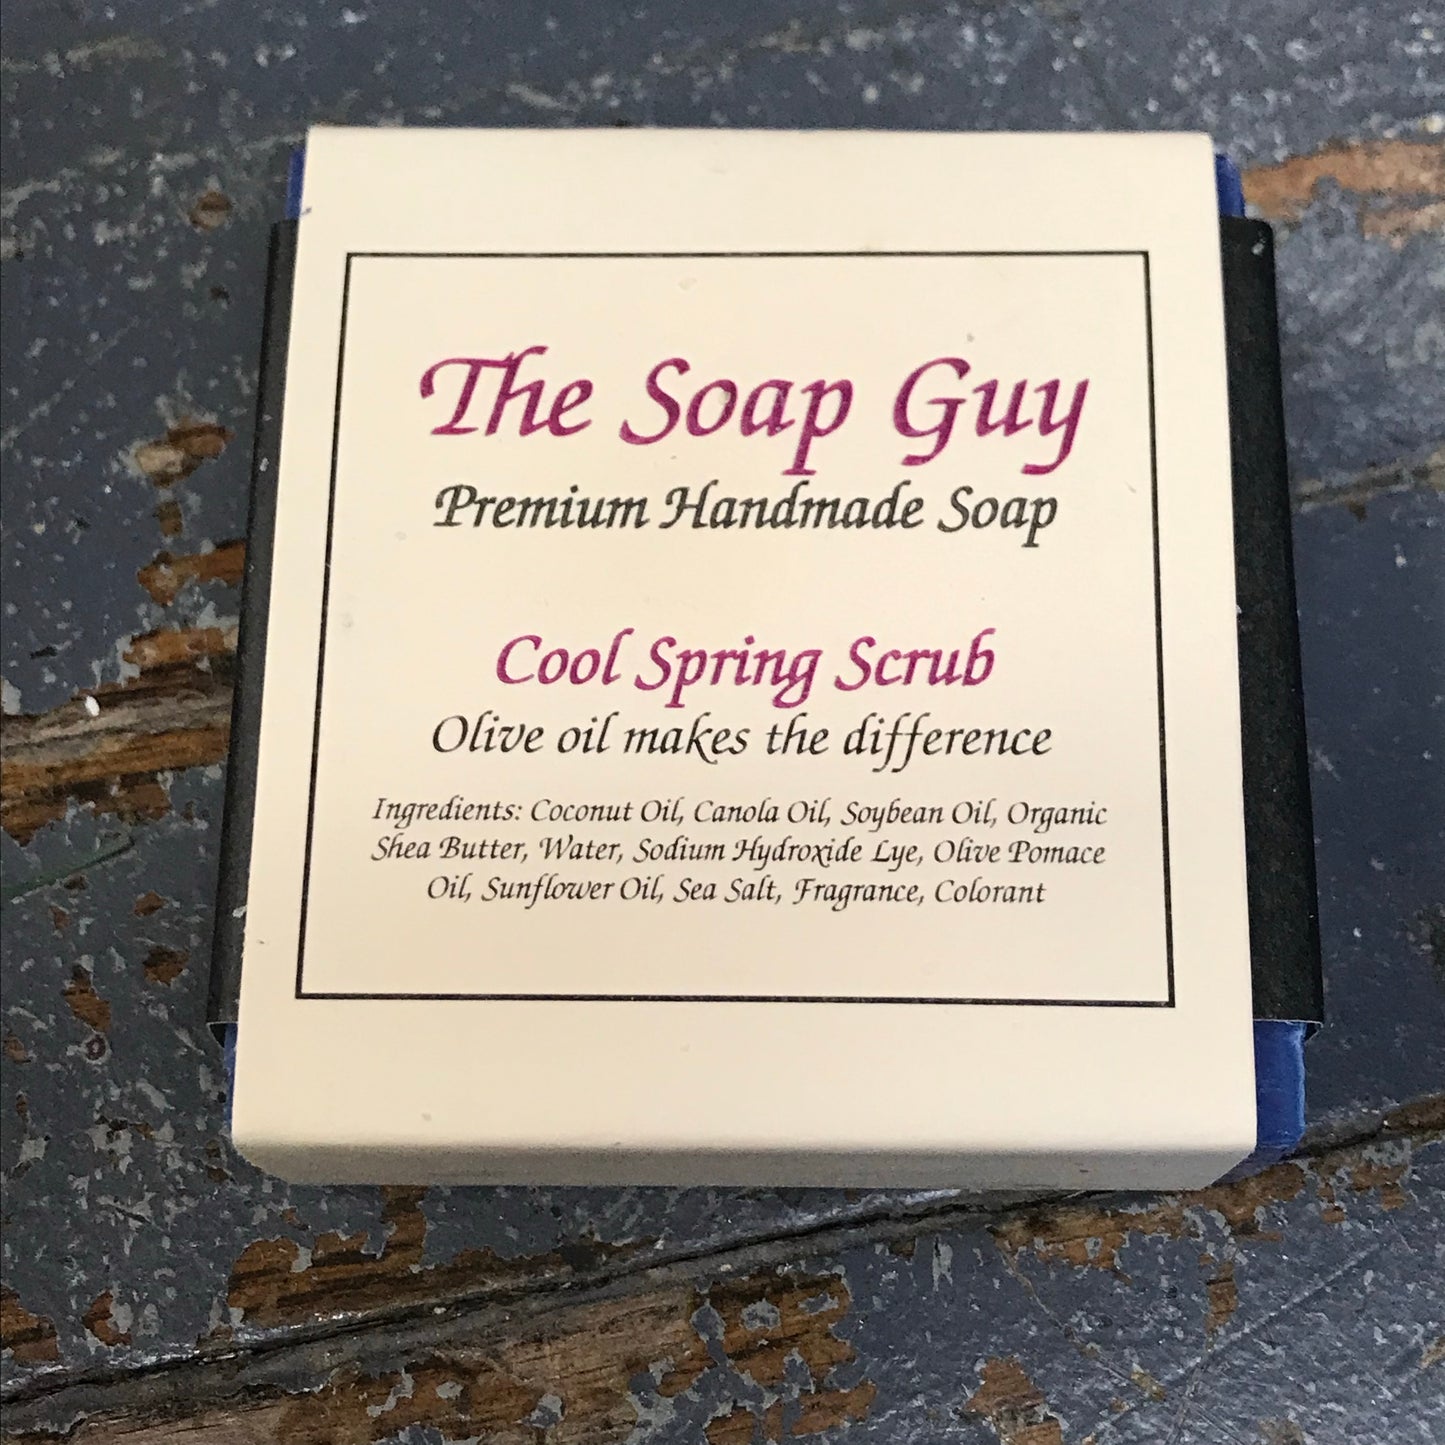 The Soap Guy
Premium Handmade Soap
Cool Spring Scrub
Olive oil makes the difference
Ingredients: Coconut Oil, Canola Oil, Soybean Oil, Organic
Shea Butter, Water, Sodium Hydroxide Lye, Olive Pomace
Oil, Sunflower Oil, Sea Salt, Fragrance, Colorant